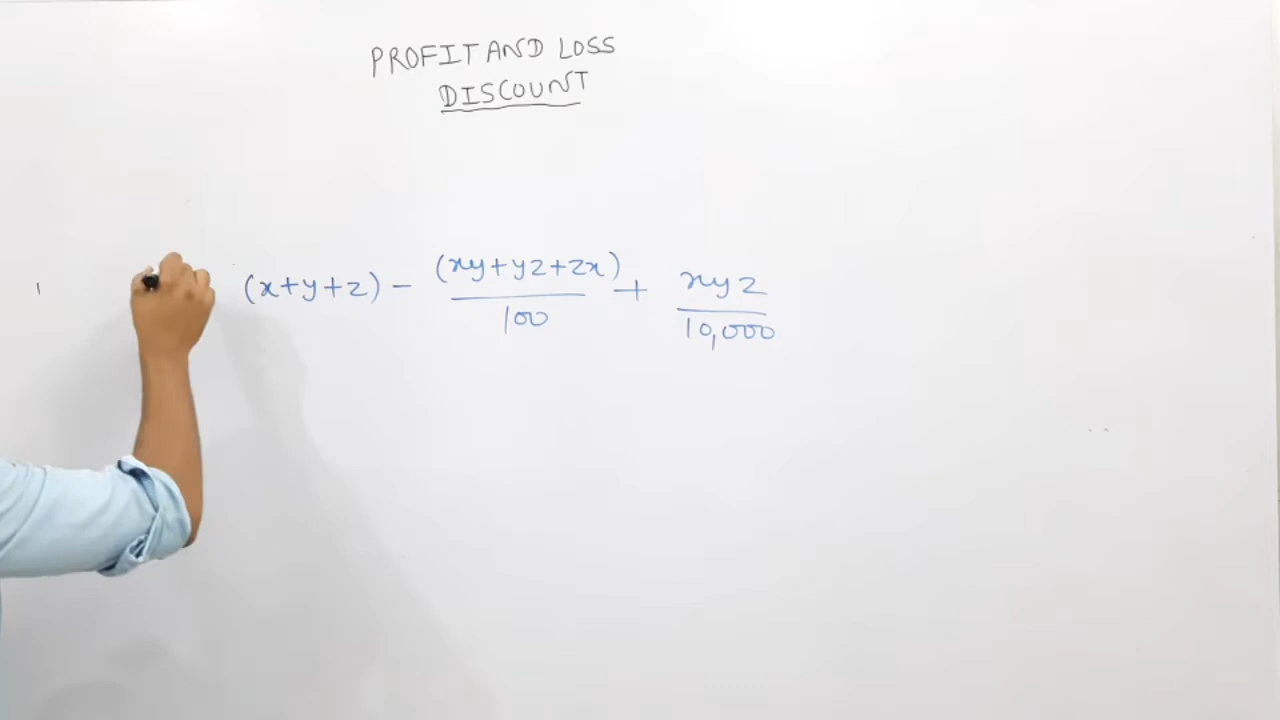 PROFIT AND LOSS
DISCOUNT
(x+y+z) - (xy+yz+zx)/100 + xyz/10,000